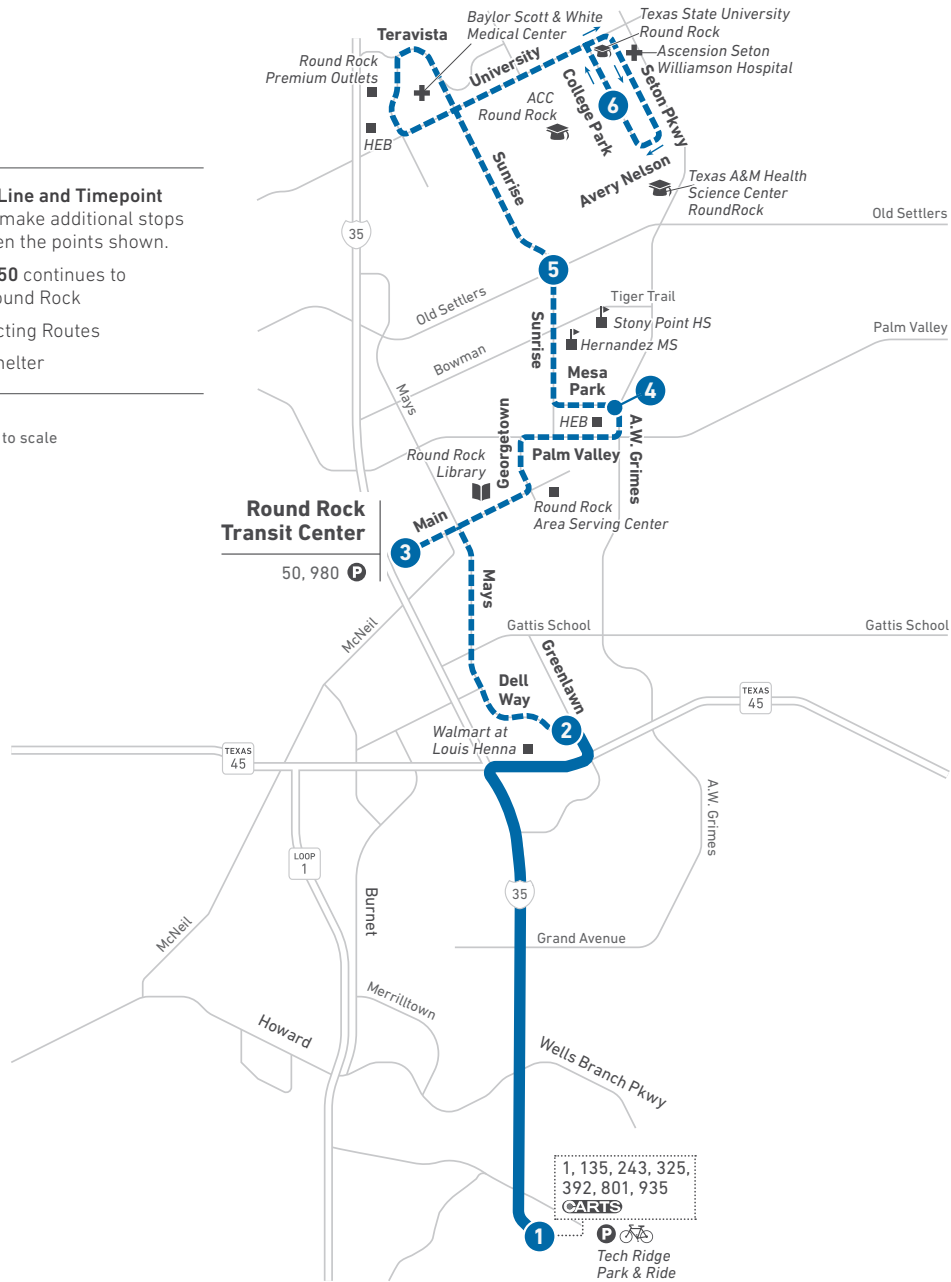 Baylor Scott & White
Medical Center
Texas State University
Round Rock
Teravista
Ascension Seton
Williamson Hospital
Round Rock
Premium Outlets
University
College Park
Seton Pkwy
6
ACC
Round Rock
HEB
Sunrise
Avery Nelson
Texas A&M Health
Science Center
RoundRock
Line and Timepoint
make additional stops
en the points shown.
50 continues to
ound Rock
cting Routes
helter
to scale
35
Old Settlers
5
Old Settlers
Tiger Trail
Stony Point HS
Sunrise
Hernandez MS
Palm Valley
Bowman
Mays
Mesa
Park
4
HEB
A.W. Grimes
Georgetown
Palm Valley
Round Rock
Library
Round Rock
Area Serving Center
Round Rock
Transit Center
50, 980 P
Main
3
Mays
McNeil
Gattis School
Gattis School
Greenlawn
Dell
Way
2
Walmart at
Louis Henna
TEXAS
45
TEXAS
45
A.W. Grimes
LOOP
1
Burnet
35
McNeil
Grand Avenue
Merrilltown
Howard
Wells Branch Pkwy
1, 135, 243, 325,
392, 801, 935
CARTS
1
P
Tech Ridge
Park & Ride